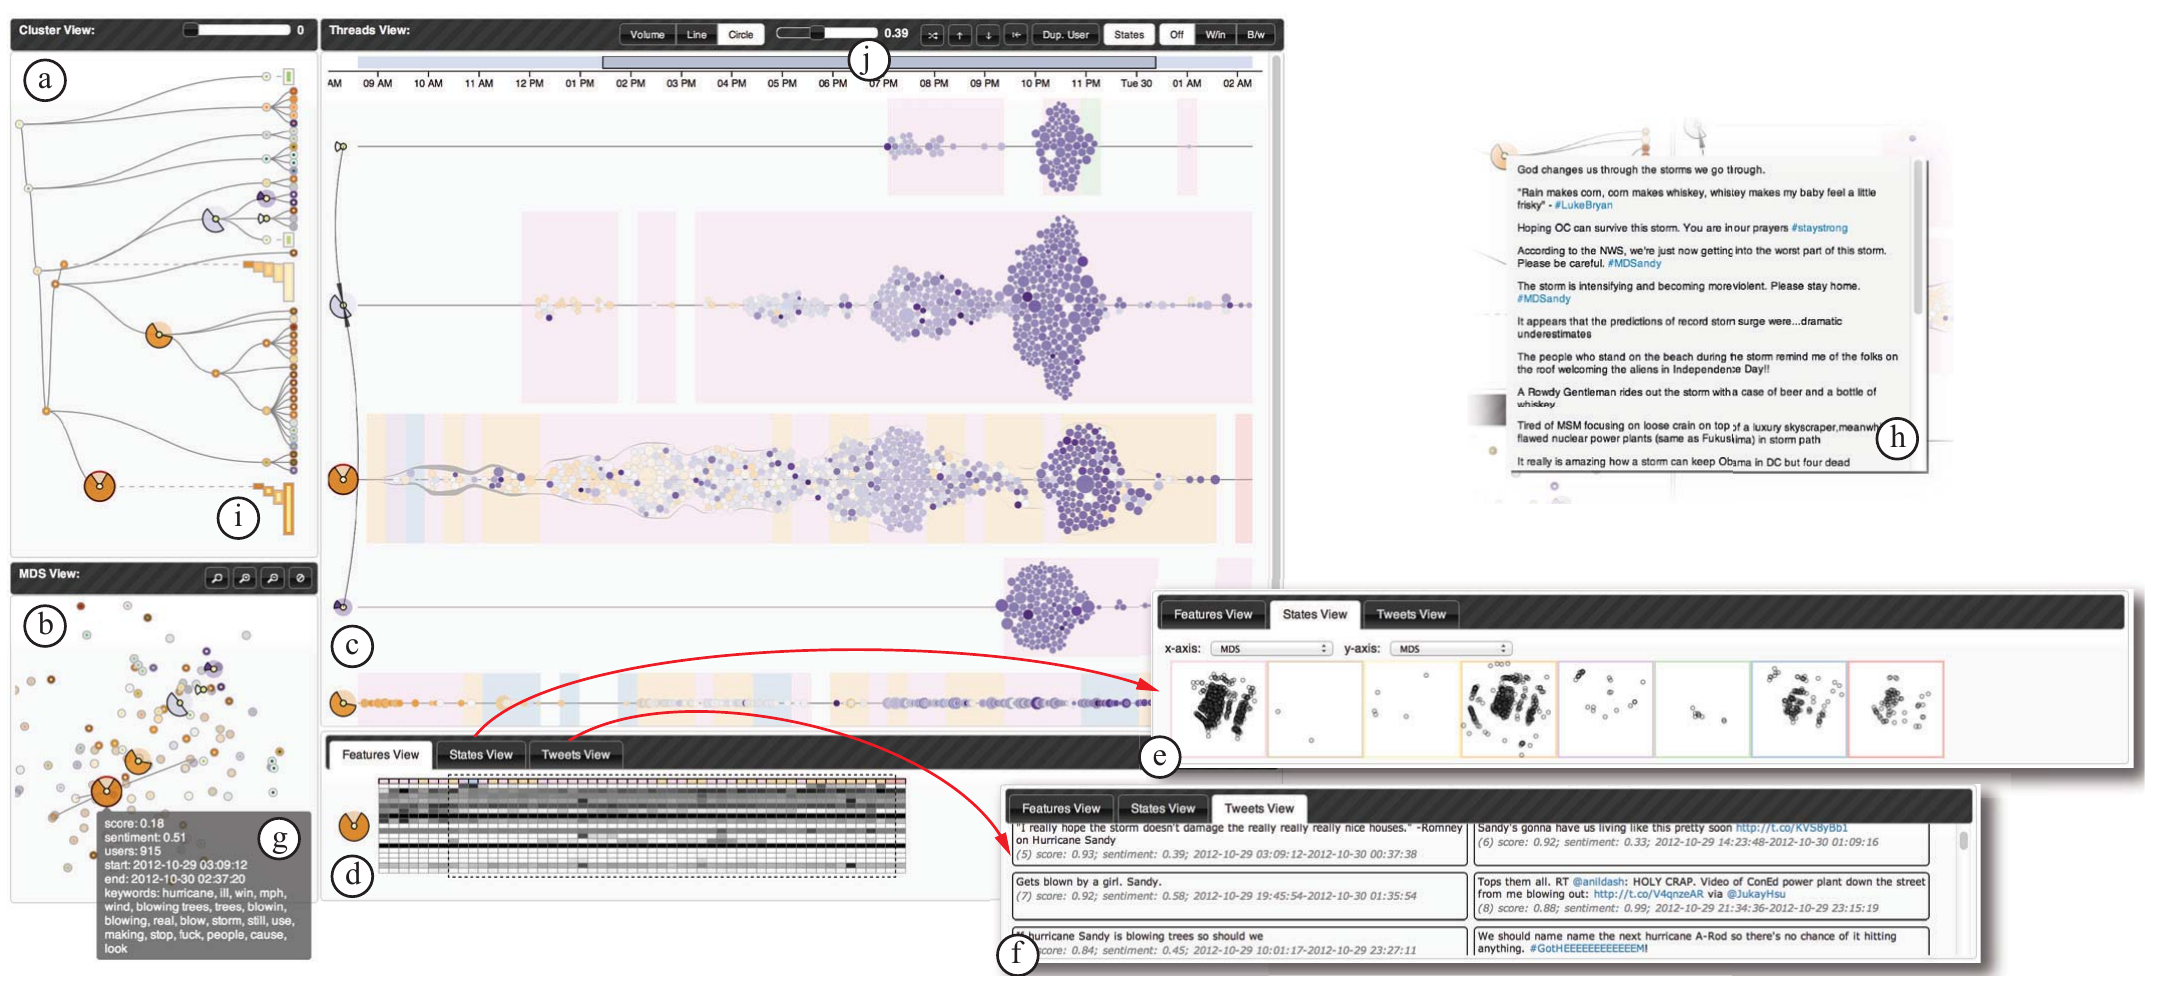 Cluster View:
0
a
i
Threads View:
Volume Line Circle
0.39
Dup. User
States
Off W/in B/w
j
AM 09 AM 10 AM 11 AM 12 PM 01 PM 02 PM 03 PM 04 PM 05 PM 06 PM 07 PM 08 PM 09 PM 10 PM 11 PM Tue 30 01 AM 02 AM
c
MDS View:
b
g
score: 0.18
sentiment: 0.51
users: 915
start: 2012-10-29 03:09:12
end: 2012-10-30 02:37:20
keywords: hurricane, ill, win, mph,
wind, blowing trees, trees, blowin,
blowing, real, blow, storm, still, use,
making, stop, fuck, people, cause,
look
Features View States View Tweets View
d
God changes us through the storms we go through.
"Rain makes corn, corn makes whiskey, whiskey makes my baby feel a little
frisky" - #LukeBryan
Hoping OC can survive this storm. You are in our prayers #staystrong
According to the NWS, we're just now getting into the worst part of this storm.
Please be careful. #MDSandy
The storm is intensifying and becoming more violent. Please stay home.
#MDSandy
It appears that the predictions of record storm surge were...dramatic
underestimates
The people who stand on the beach during the storm remind me of the folks on
the roof welcoming the aliens in Independence Day!!
A Rowdy Gentleman rides out the storm with a case of beer and a bottle of
whiskey
Tired of MSM focusing on loose crain on top of a luxury skyscraper,meanwh
flawed nuclear power plants (same as Fukushima) in storm path
It really is amazing how a storm can keep Obama in DC but four dead
h
Features View States View Tweets View
x-axis: MDS y-axis: MDS
e
Features View States View Tweets View
"I really hope the storm doesn't damage the really really really nice houses." -Romney
on Hurricane Sandy
(5) score: 0.93; sentiment: 0.39; 2012-10-29 03:09:12-2012-10-30 00:37:38
Sandy's gonna have us living like this pretty soon http://t.co/KVS8yBb1
(6) score: 0.92; sentiment: 0.33; 2012-10-29 14:23:48-2012-10-30 01:09:16
Gets blown by a girl. Sandy.
(7) score: 0.92; sentiment: 0.58; 2012-10-29 19:45:54-2012-10-30 01:35:54
Tops them all. RT @anildash: HOLY CRAP. Video of ConEd power plant down the street
from me blowing out: http://t.co/V4qnzeAR via @JukayHsu
(8) score: 0.88; sentiment: 0.99; 2012-10-29 21:34:36-2012-10-29 23:15:19
hurricane Sandy is blowing trees so should we
score: 0.84; sentiment: 0.45; 2012-10-29 10:01:17-2012-10-29 23:27:11
We should name name the next hurricane A-Rod so there's no chance of it hitting
anything. #GotHEEEEEEEEEEEEM!
f